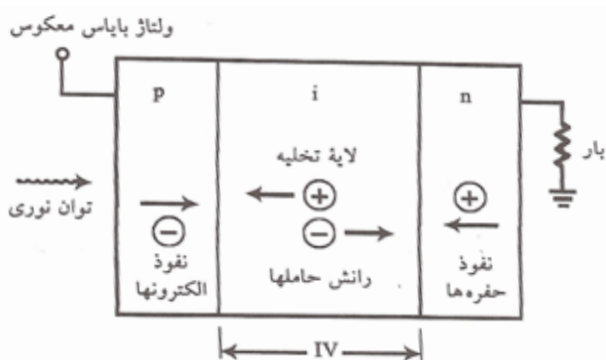 ولتاژ بایاس معکوس
p
i
n
بار
لایهٔ تخلیه
توان نوری
+
+
−
−
نفوذ
الکترونها
رانش حاملها
نفوذ
حفره‌ها
IV